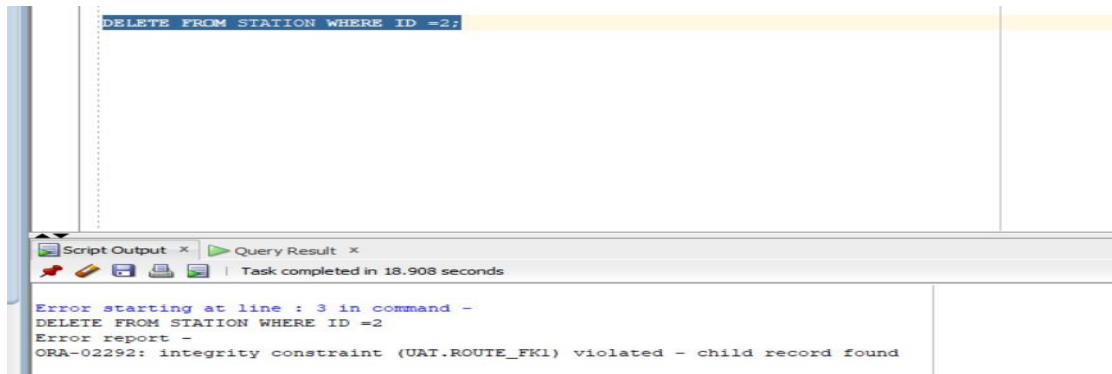 DELETE FROM STATION WHERE ID =2;
Script Output × Query Result ×
Task completed in 18.908 seconds
Error starting at line : 3 in command -
DELETE FROM STATION WHERE ID =2
Error report -
ORA-02292: integrity constraint (UAT.ROUTE_FK1) violated - child record found